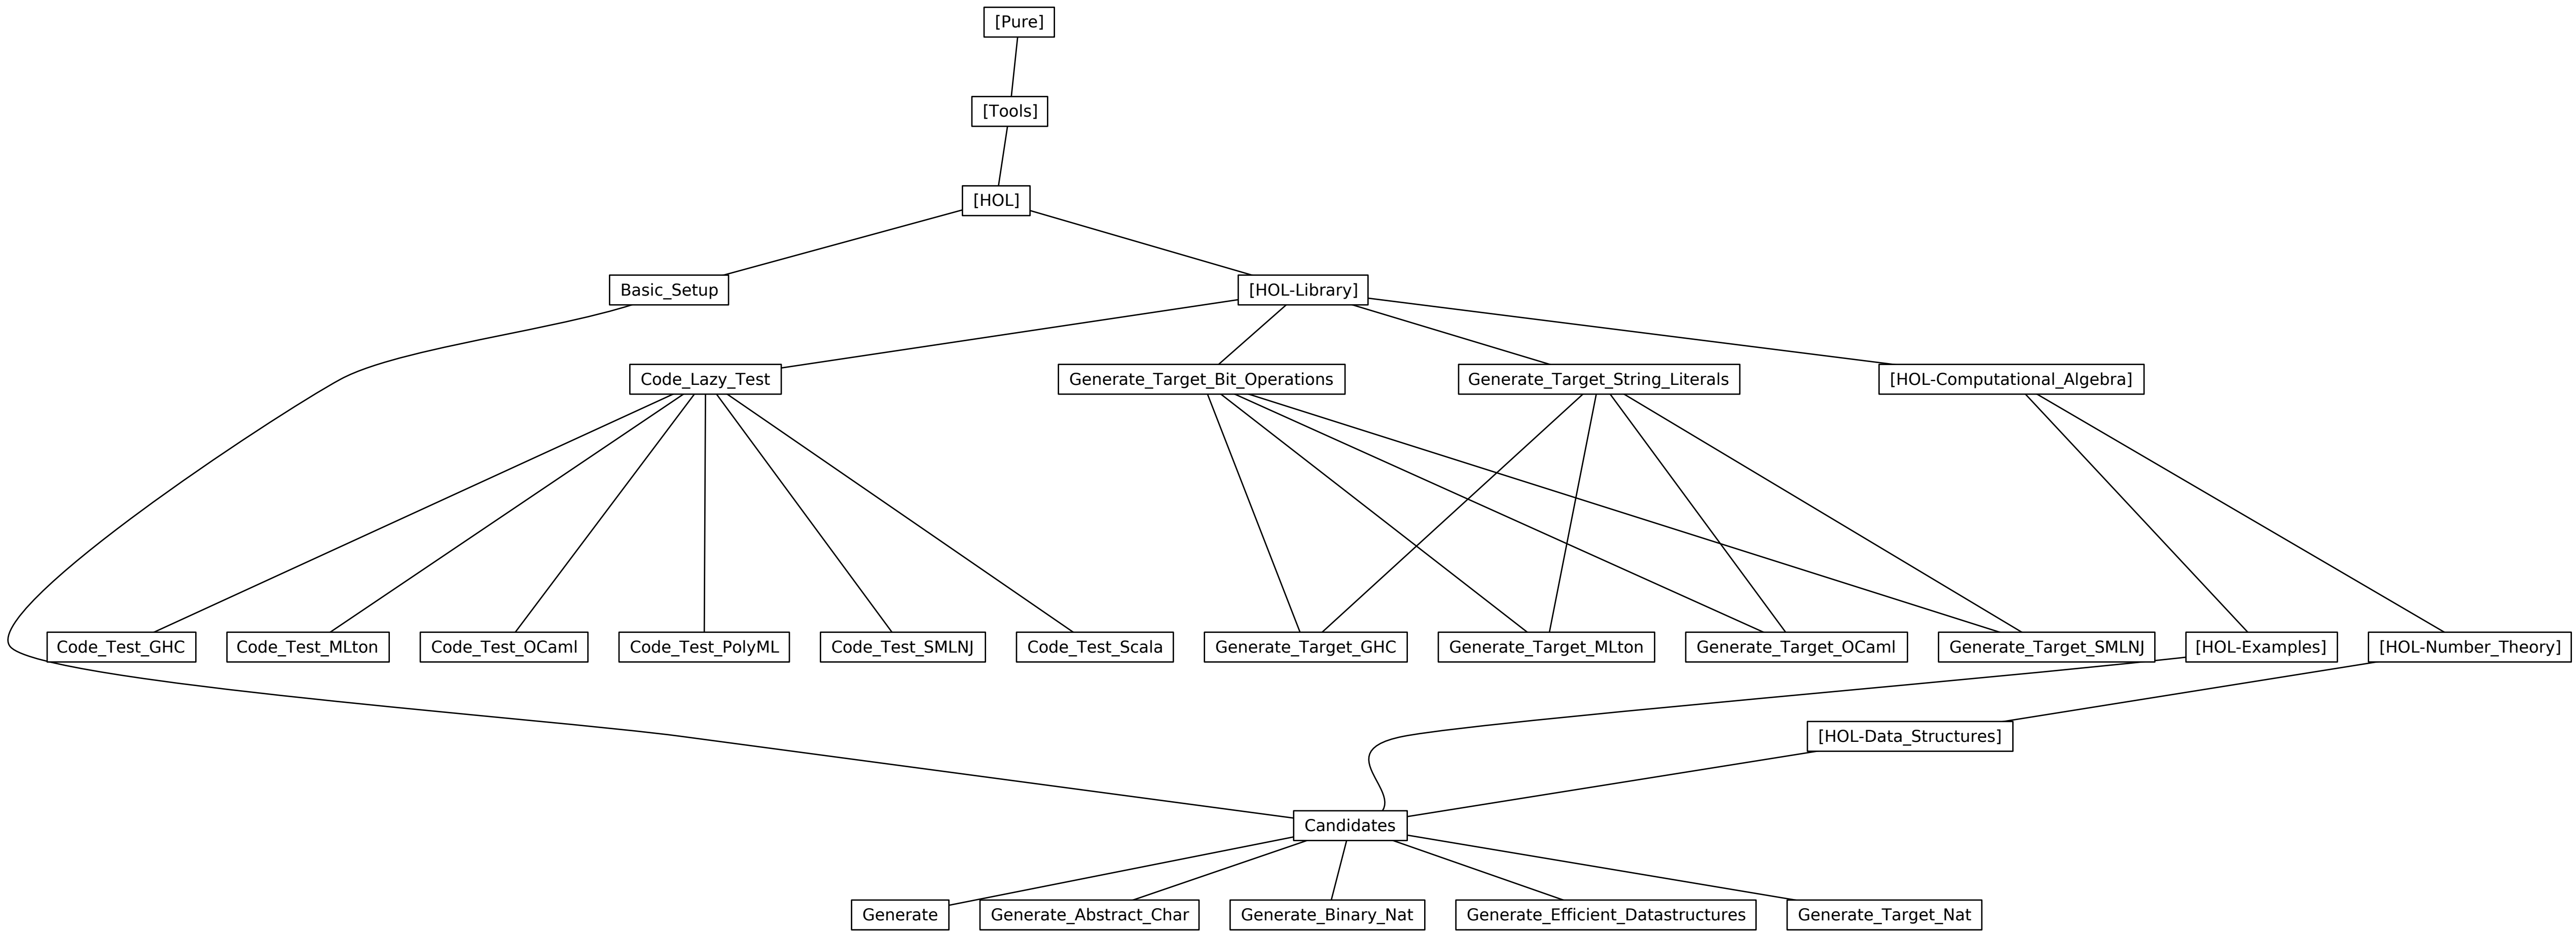 [Pure]
[Tools]
[HOL]
Basic_Setup
[HOL-Library]
Code_Lazy_Test
Generate_Target_Bit_Operations
Generate_Target_String_Literals
[HOL-Computational_Algebra]
Code_Test_GHC
Code_Test_MLton
Code_Test_OCaml
Code_Test_PolyML
Code_Test_SMLNJ
Code_Test_Scala
Generate_Target_GHC
Generate_Target_MLton
Generate_Target_OCaml
Generate_Target_SMLNJ
[HOL-Examples]
[HOL-Number_Theory]
[HOL-Data_Structures]
Candidates
Generate
Generate_Abstract_Char
Generate_Binary_Nat
Generate_Efficient_Datastructures
Generate_Target_Nat